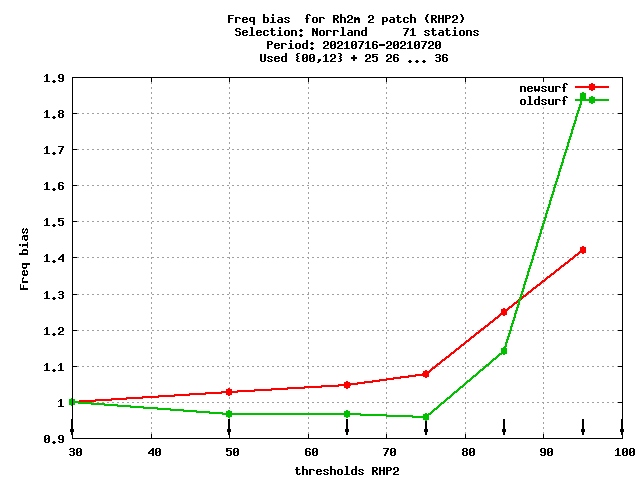 Freq bias  for Rh2m 2 patch (RHP2)
Selection: Norrland     71 stations
Period: 20210716-20210720
Used {00,12} + 25 26 ... 36
newsurf
oldsurf
Freq bias
1.9
1.8
1.7
1.6
1.5
1.4
1.3
1.2
1.1
1
0.9
30 40 50 60 70 80 90 100
thresholds RHP2